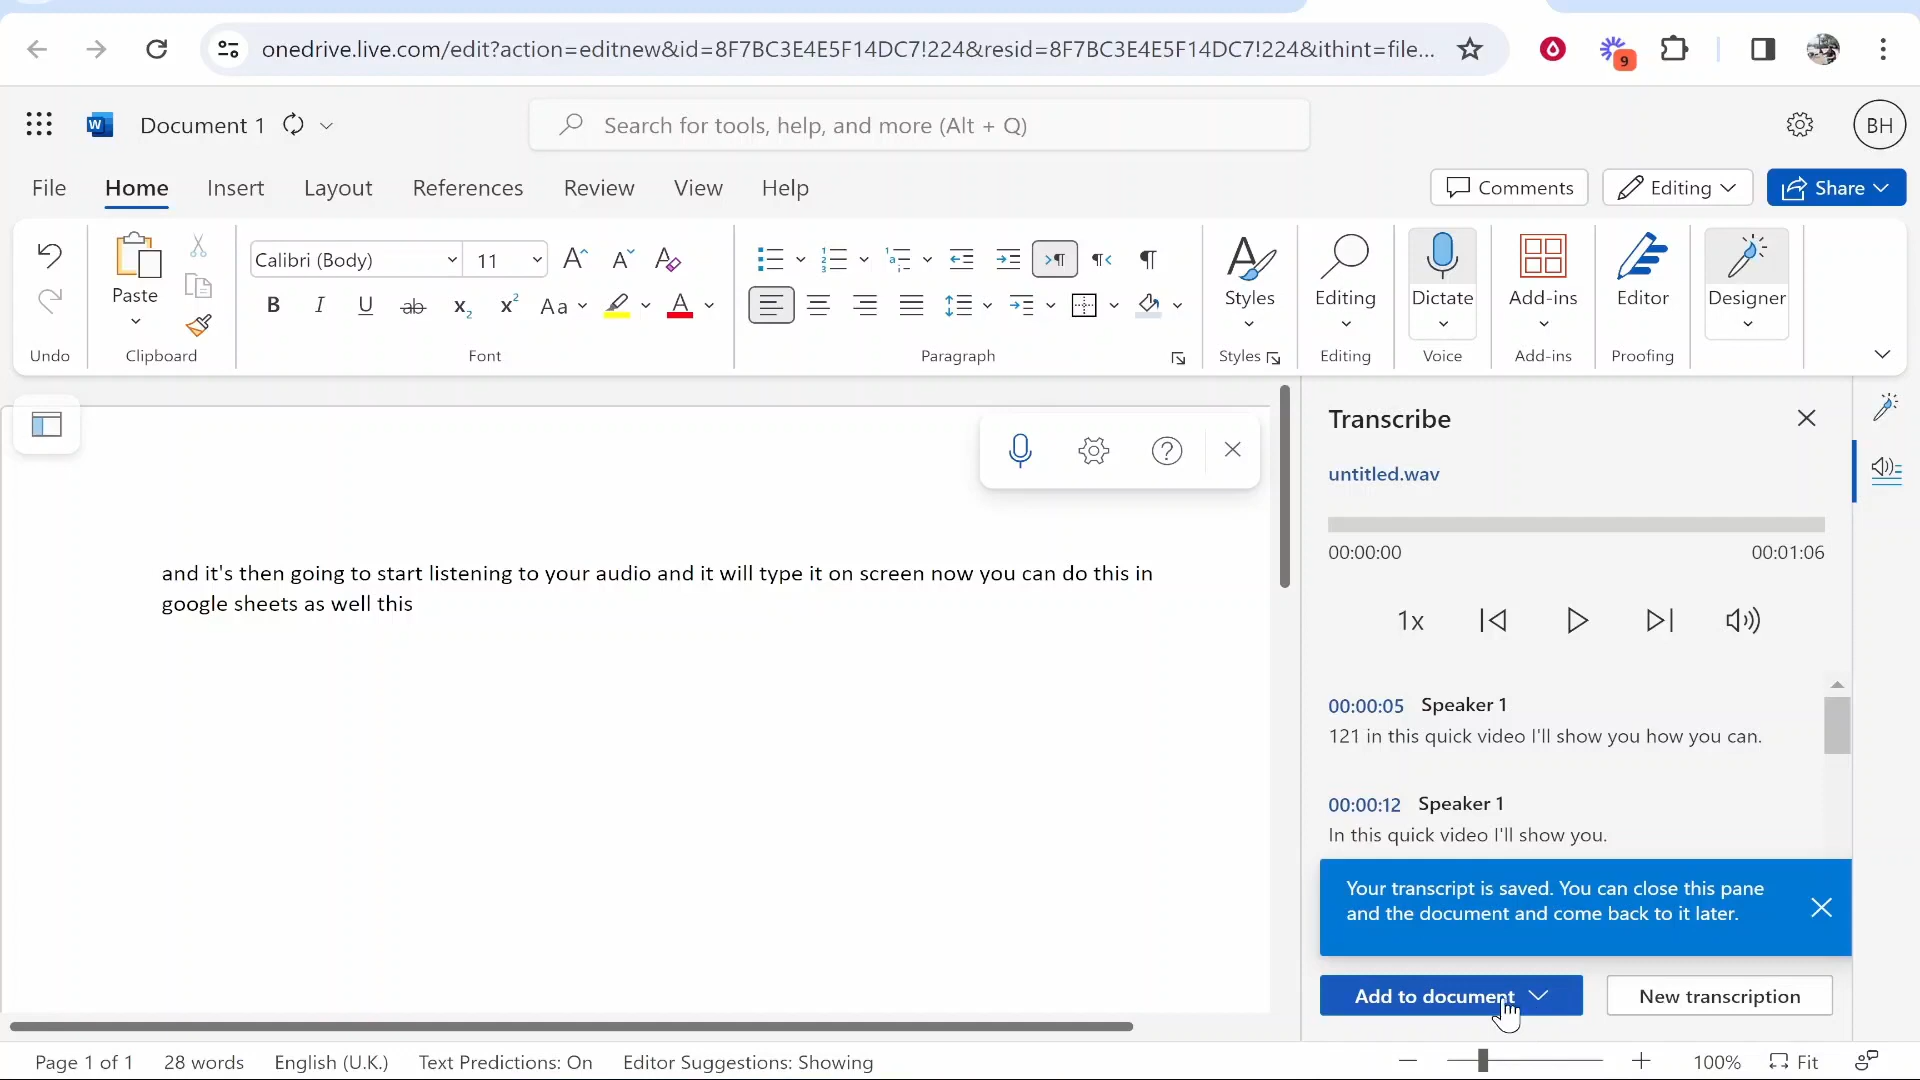 onedrive.live.com/edit?action=editnew&id=8F7BC3E4E5F14DC7!224&resid=8F7BC3E4E5F14DC7!224&ithint=file...
9
W
Document 1
Search for tools, help, and more (Alt + Q)
BH
File Home Insert Layout References Review View Help
Comments Editing Share
Paste
Calibri (Body) 11
Styles Editing Dictate Add-ins Editor Designer
Undo Clipboard Font Paragraph Styles Editing Voice Add-ins Proofing
Transcribe
untitled.wav
00:00:00 00:01:06
1x
and it's then going to start listening to your audio and it will type it on screen now you can do this in
google sheets as well this
00:00:05 Speaker 1
121 in this quick video I'll show you how you can.
00:00:12 Speaker 1
In this quick video I'll show you.
Your transcript is saved. You can close this pane
and the document and come back to it later.
Add to document New transcription
Page 1 of 1 28 words English (U.K.) Text Predictions: On Editor Suggestions: Showing 100% Fit